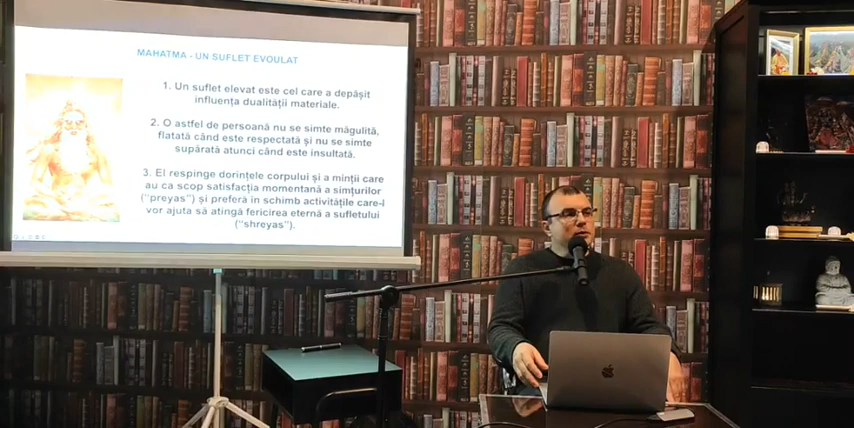 MAHATMA - UN SUFLET EVOULAT
1. Un suflet elevat este cel care a depășit
influența dualității materiale.
2. O astfel de persoană nu se simte măgulită,
flatată când este respectată și nu se simte
supărată atunci când este insultată.
3. El respinge dorințele corpului și a minții care
au ca scop satisfacția momentană a simțurilor
(‘‘preyas’’) și preferă în schimb activitățile care-i
vor ajuta să atingă fericirea eternă a sufletului
(‘‘shreyas’’).